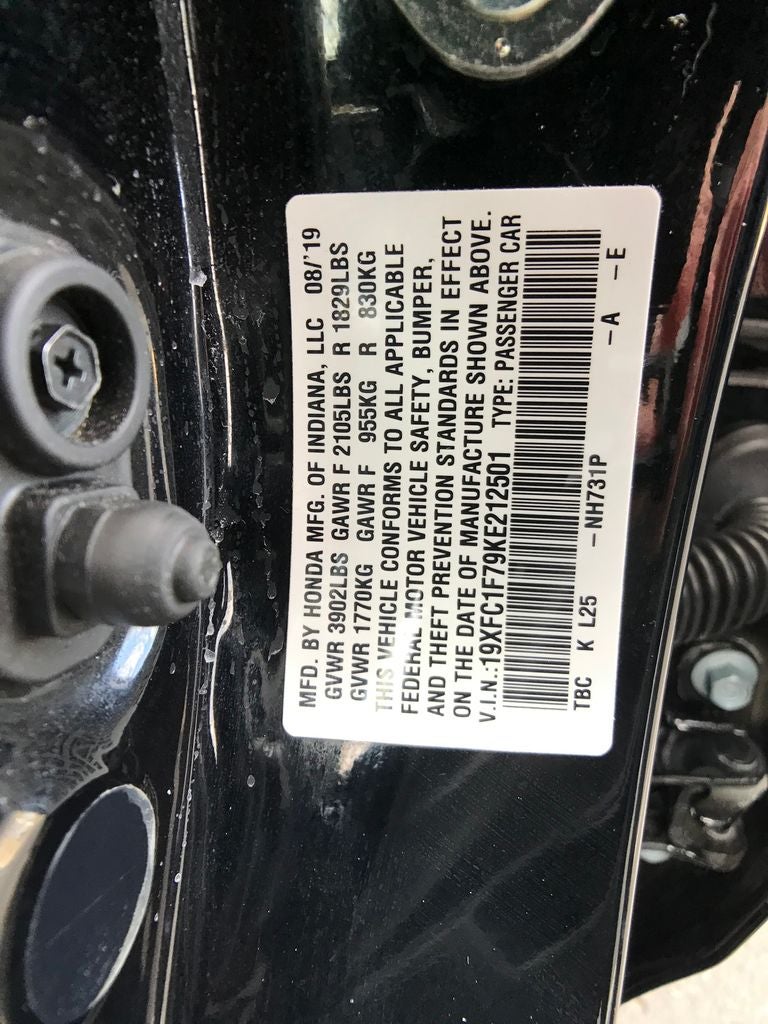 MFD. BY HONDA MFG. OF INDIANA, LLC 08/'19
GVWR 3902LBS GAWR F 2105LBS R 1829LBS
GVWR 1770KG GAWR F 955KG R 830KG
THIS VEHICLE CONFORMS TO ALL APPLICABLE
FEDERAL MOTOR VEHICLE SAFETY, BUMPER,
AND THEFT PREVENTION STANDARDS IN EFFECT
ON THE DATE OF MANUFACTURE SHOWN ABOVE.
V.I.N.:19XFC1F79KE212501 TYPE: PASSENGER CAR
TBC K L25 -NH731P -A -E